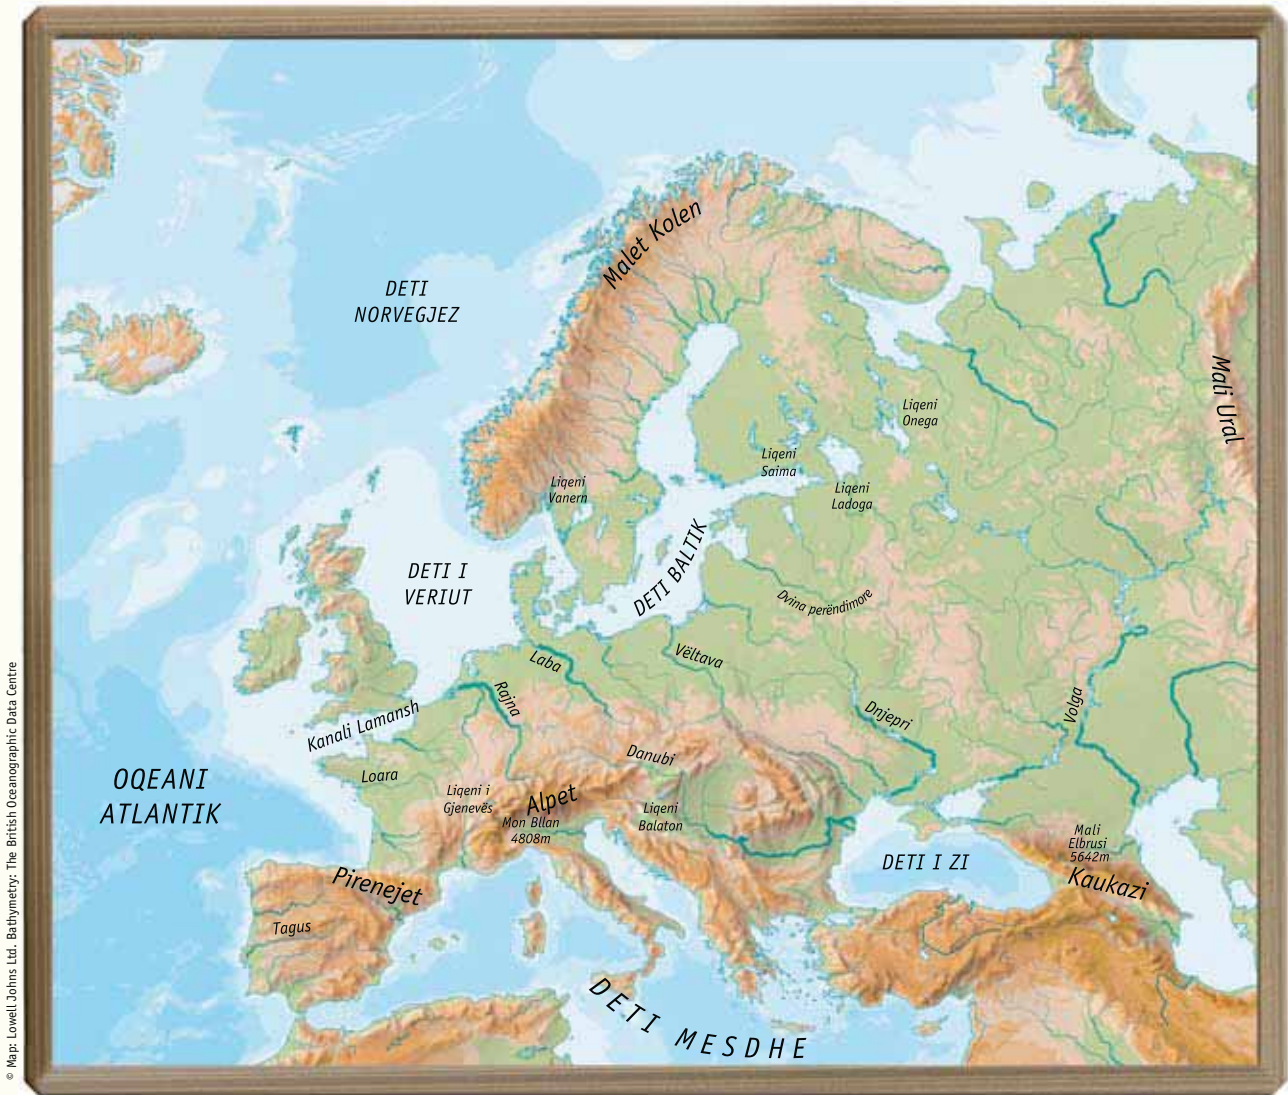 Malet Kolen
DETI
NORVEGJEZ
Mali Ural
Liqeni
Onega
Liqeni
Saima
Liqeni
Vanern
Liqeni
Ladoga
DETI BALTIK
DETI I
VERIUT
Dvina perëndimore
Laba
Vëltava
Rajna
Kanali Lamansh
Dnjepri
Volga
Danubi
OQEANI
ATLANTIK
Loara
Liqeni i
Gjenevës
Alpet
Mon Bllan
4808m
Liqeni
Balaton
Mali
Elbrusi
5642m
DETI I ZI
Kaukazi
Pirenejet
Tagus
DETI MESDHE
© Map: Lowell Johns Ltd. Bathymetry: The British Oceanographic Data Centre